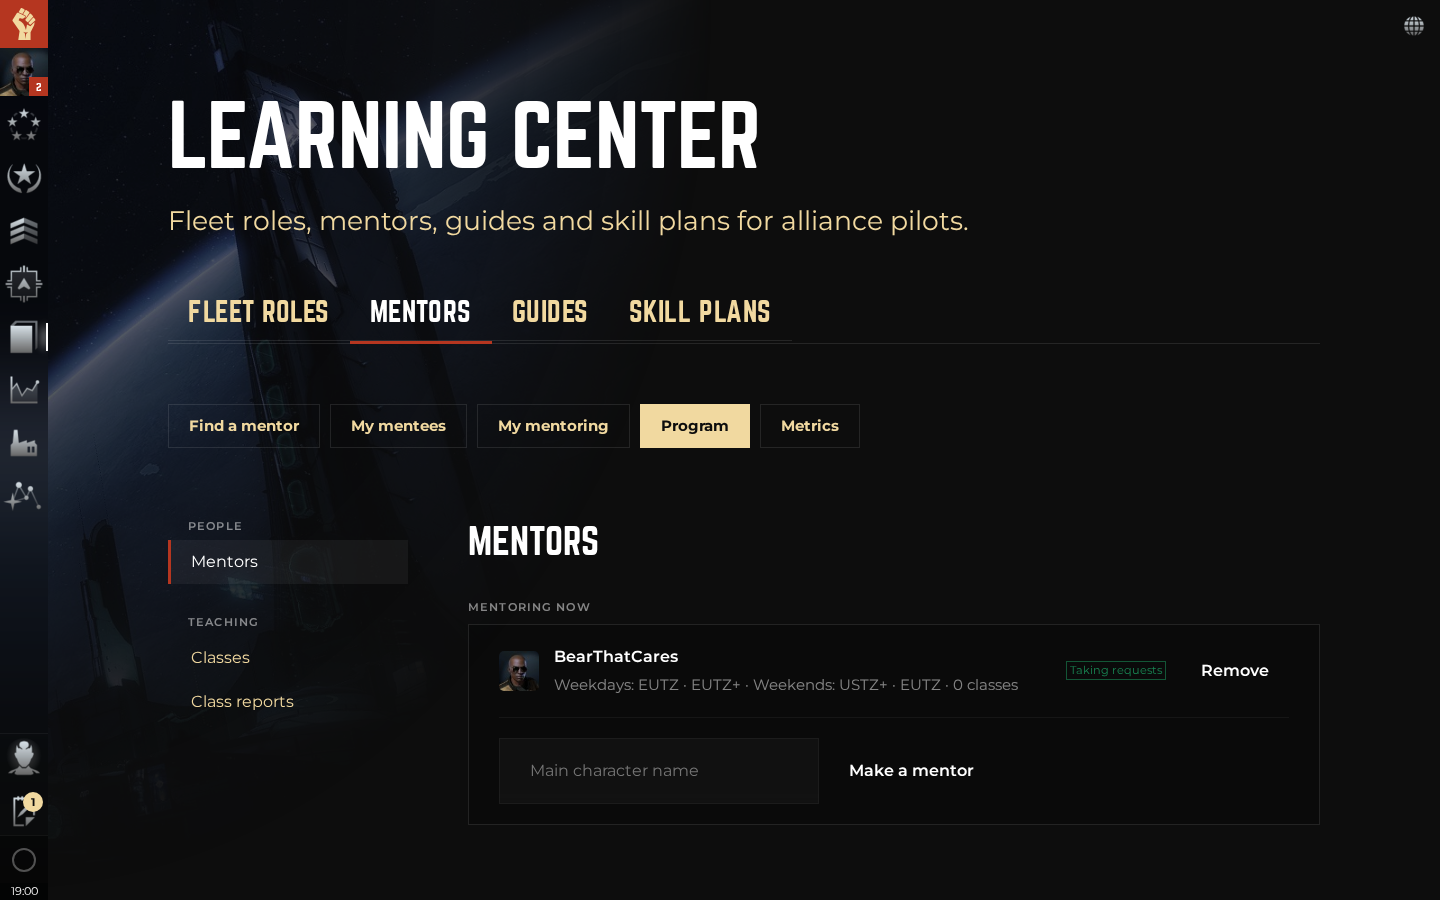 2
LEARNING CENTER
Fleet roles, mentors, guides and skill plans for alliance pilots.
FLEET ROLES MENTORS GUIDES SKILL PLANS
Find a mentor My mentees My mentoring Program Metrics
PEOPLE
Mentors
TEACHING
Classes
Class reports
MENTORS
MENTORING NOW
BearThatCares
Weekdays: EUTZ · EUTZ+ · Weekends: USTZ+ · EUTZ · 0 classes
Taking requests
Remove
Main character name
Make a mentor
1
19:00